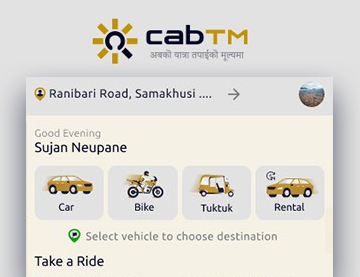 cabTM
अबको यात्रा तपाईको मूल्यमा
Ranibari Road, Samakhusi ....
Good Evening
Sujan Neupane
Car Bike Tuktuk Rental
Select vehicle to choose destination
Take a Ride